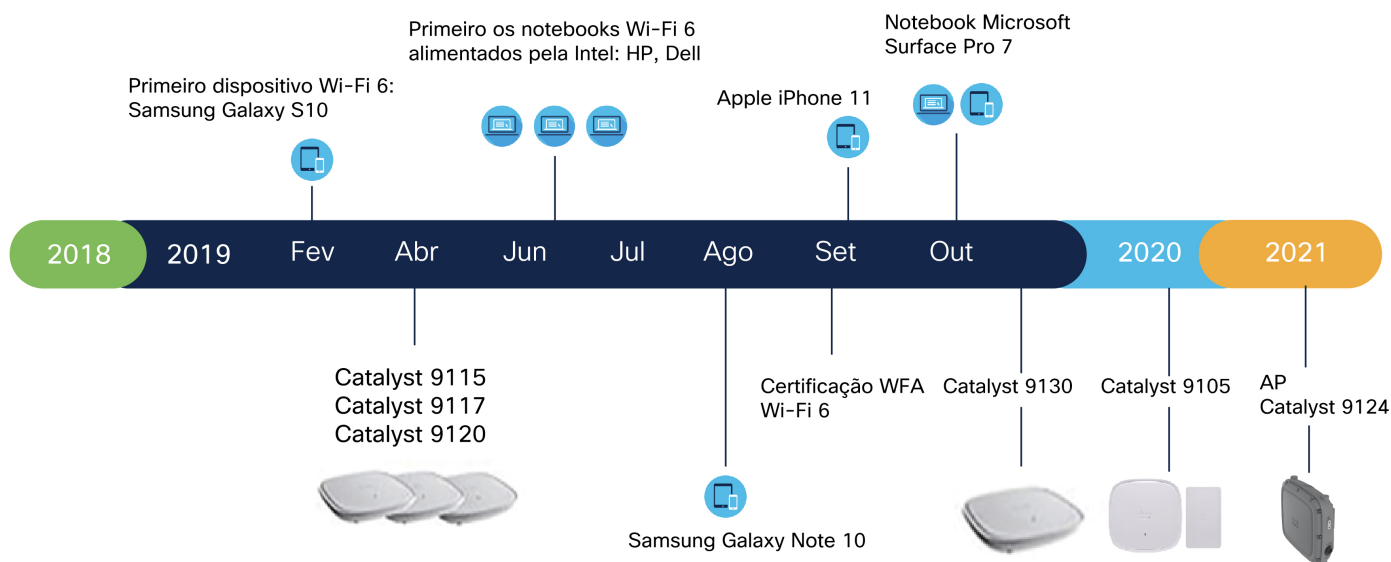 Primeiro dispositivo Wi-Fi 6:
Samsung Galaxy S10
Primeiro os notebooks Wi-Fi 6
alimentados pela Intel: HP, Dell
Apple iPhone 11
Notebook Microsoft
Surface Pro 7
2018
2019
Fev
Abr
Jun
Jul
Ago
Set
Out
2020
2021
Catalyst 9115
Catalyst 9117
Catalyst 9120
Samsung Galaxy Note 10
Certificação WFA
Wi-Fi 6
Catalyst 9130
Catalyst 9105
AP
Catalyst 9124